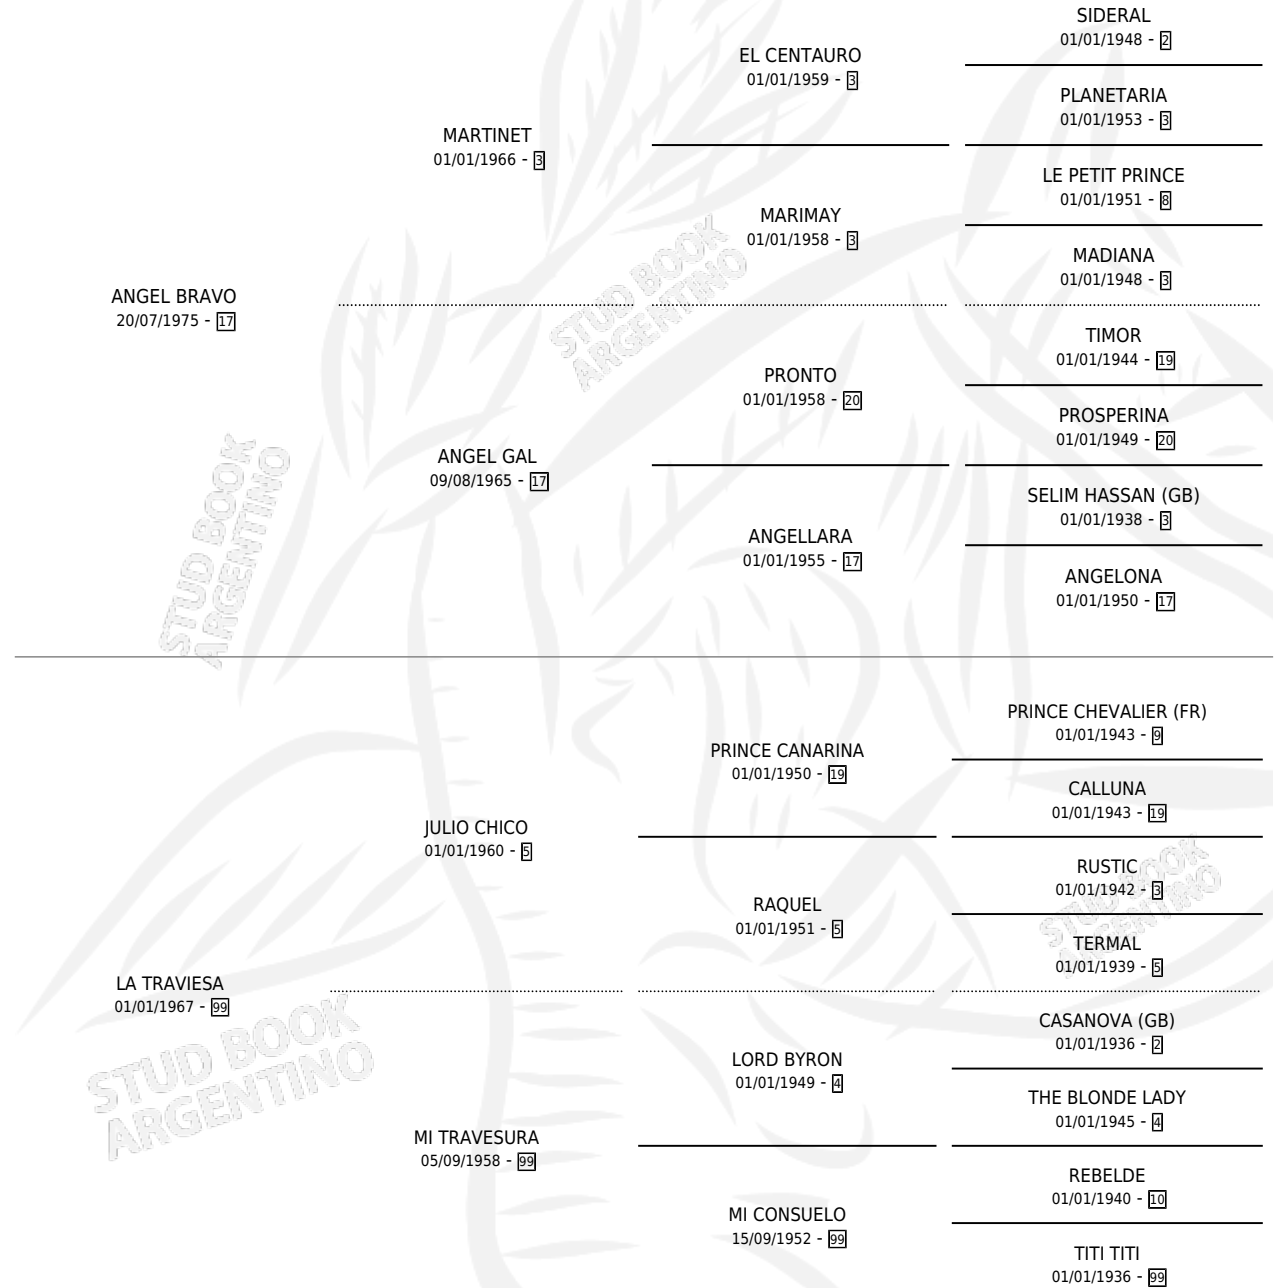 SIDERAL
01/01/1948 - 2
EL CENTAURO
01/01/1959 - 3
PLANETARIA
01/01/1953 - 3
MARTINET
01/01/1966 - 3
LE PETIT PRINCE
01/01/1951 - 8
MARIMAY
01/01/1958 - 3
MADIANA
01/01/1948 - 3
ANGEL BRAVO
20/07/1975 - 17
TIMOR
01/01/1944 - 19
PRONTO
01/01/1958 - 20
PROSPERINA
01/01/1949 - 20
ANGEL GAL
09/08/1965 - 17
SELIM HASSAN (GB)
01/01/1938 - 3
ANGELLARA
01/01/1955 - 17
ANGELONA
01/01/1950 - 17
STUD BOOK
ARGENTINO
STUD BOOK
ARGENTINO
PRINCE CHEVALIER (FR)
01/01/1943 - 9
PRINCE CANARINA
01/01/1950 - 19
CALLUNA
01/01/1943 - 19
JULIO CHICO
01/01/1960 - 5
RUSTIC
01/01/1942 - 3
RAQUEL
01/01/1951 - 5
TERMAL
01/01/1939 - 5
LA TRAVIESA
01/01/1967 - 99
CASANOVA (GB)
01/01/1936 - 2
LORD BYRON
01/01/1949 - 4
THE BLONDE LADY
01/01/1945 - 4
MI TRAVESURA
05/09/1958 - 99
REBELDE
01/01/1940 - 10
MI CONSUELO
15/09/1952 - 99
TITI TITI
01/01/1936 - 99
STUD BOOK
ARGENTINO
STUD BOOK
ARGENTINO